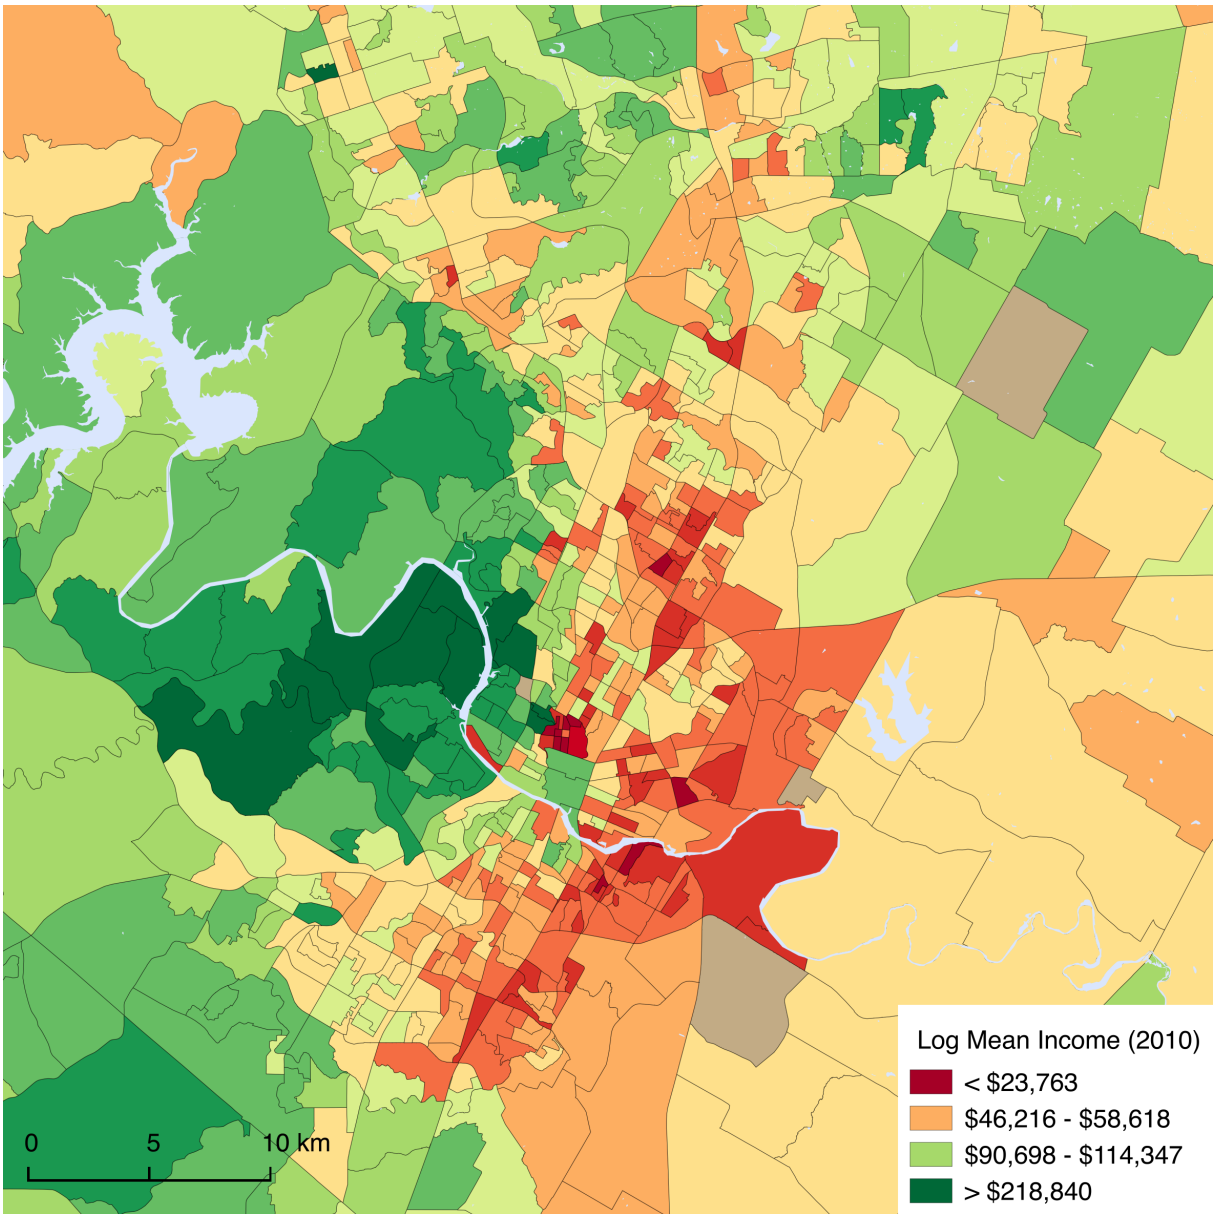 Log Mean Income (2010)
< $23,763
$46,216 - $58,618
$90,698 - $114,347
> $218,840
0 5 10 km